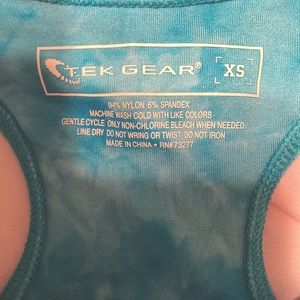 TEK GEAR®
XS
94% NYLON 6% SPANDEX
MACHINE WASH COLD WITH LIKE COLORS
GENTLE CYCLE ONLY NON-CHLORINE BLEACH WHEN NEEDED
LINE DRY DO NOT WRING OR TWIST DO NOT IRON
MADE IN CHINA • RN#73277